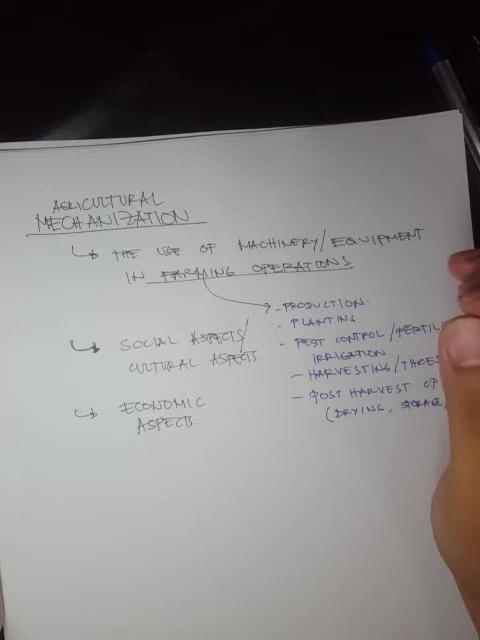 AGRICULTURAL
MECHANIZATION
↳ THE USE OF MACHINERY/EQUIPMENT
IN FARMING OPERATIONS
- PRODUCTION
- PLANTING
- PEST CONTROL/FERTILI
IRRIGATION
- HARVESTING/THRES
- POST HARVEST OP
(DRYING, STORAGE,
↳ SOCIAL ASPECTS/
CULTURAL ASPECTS
↳ ECONOMIC
ASPECTS.